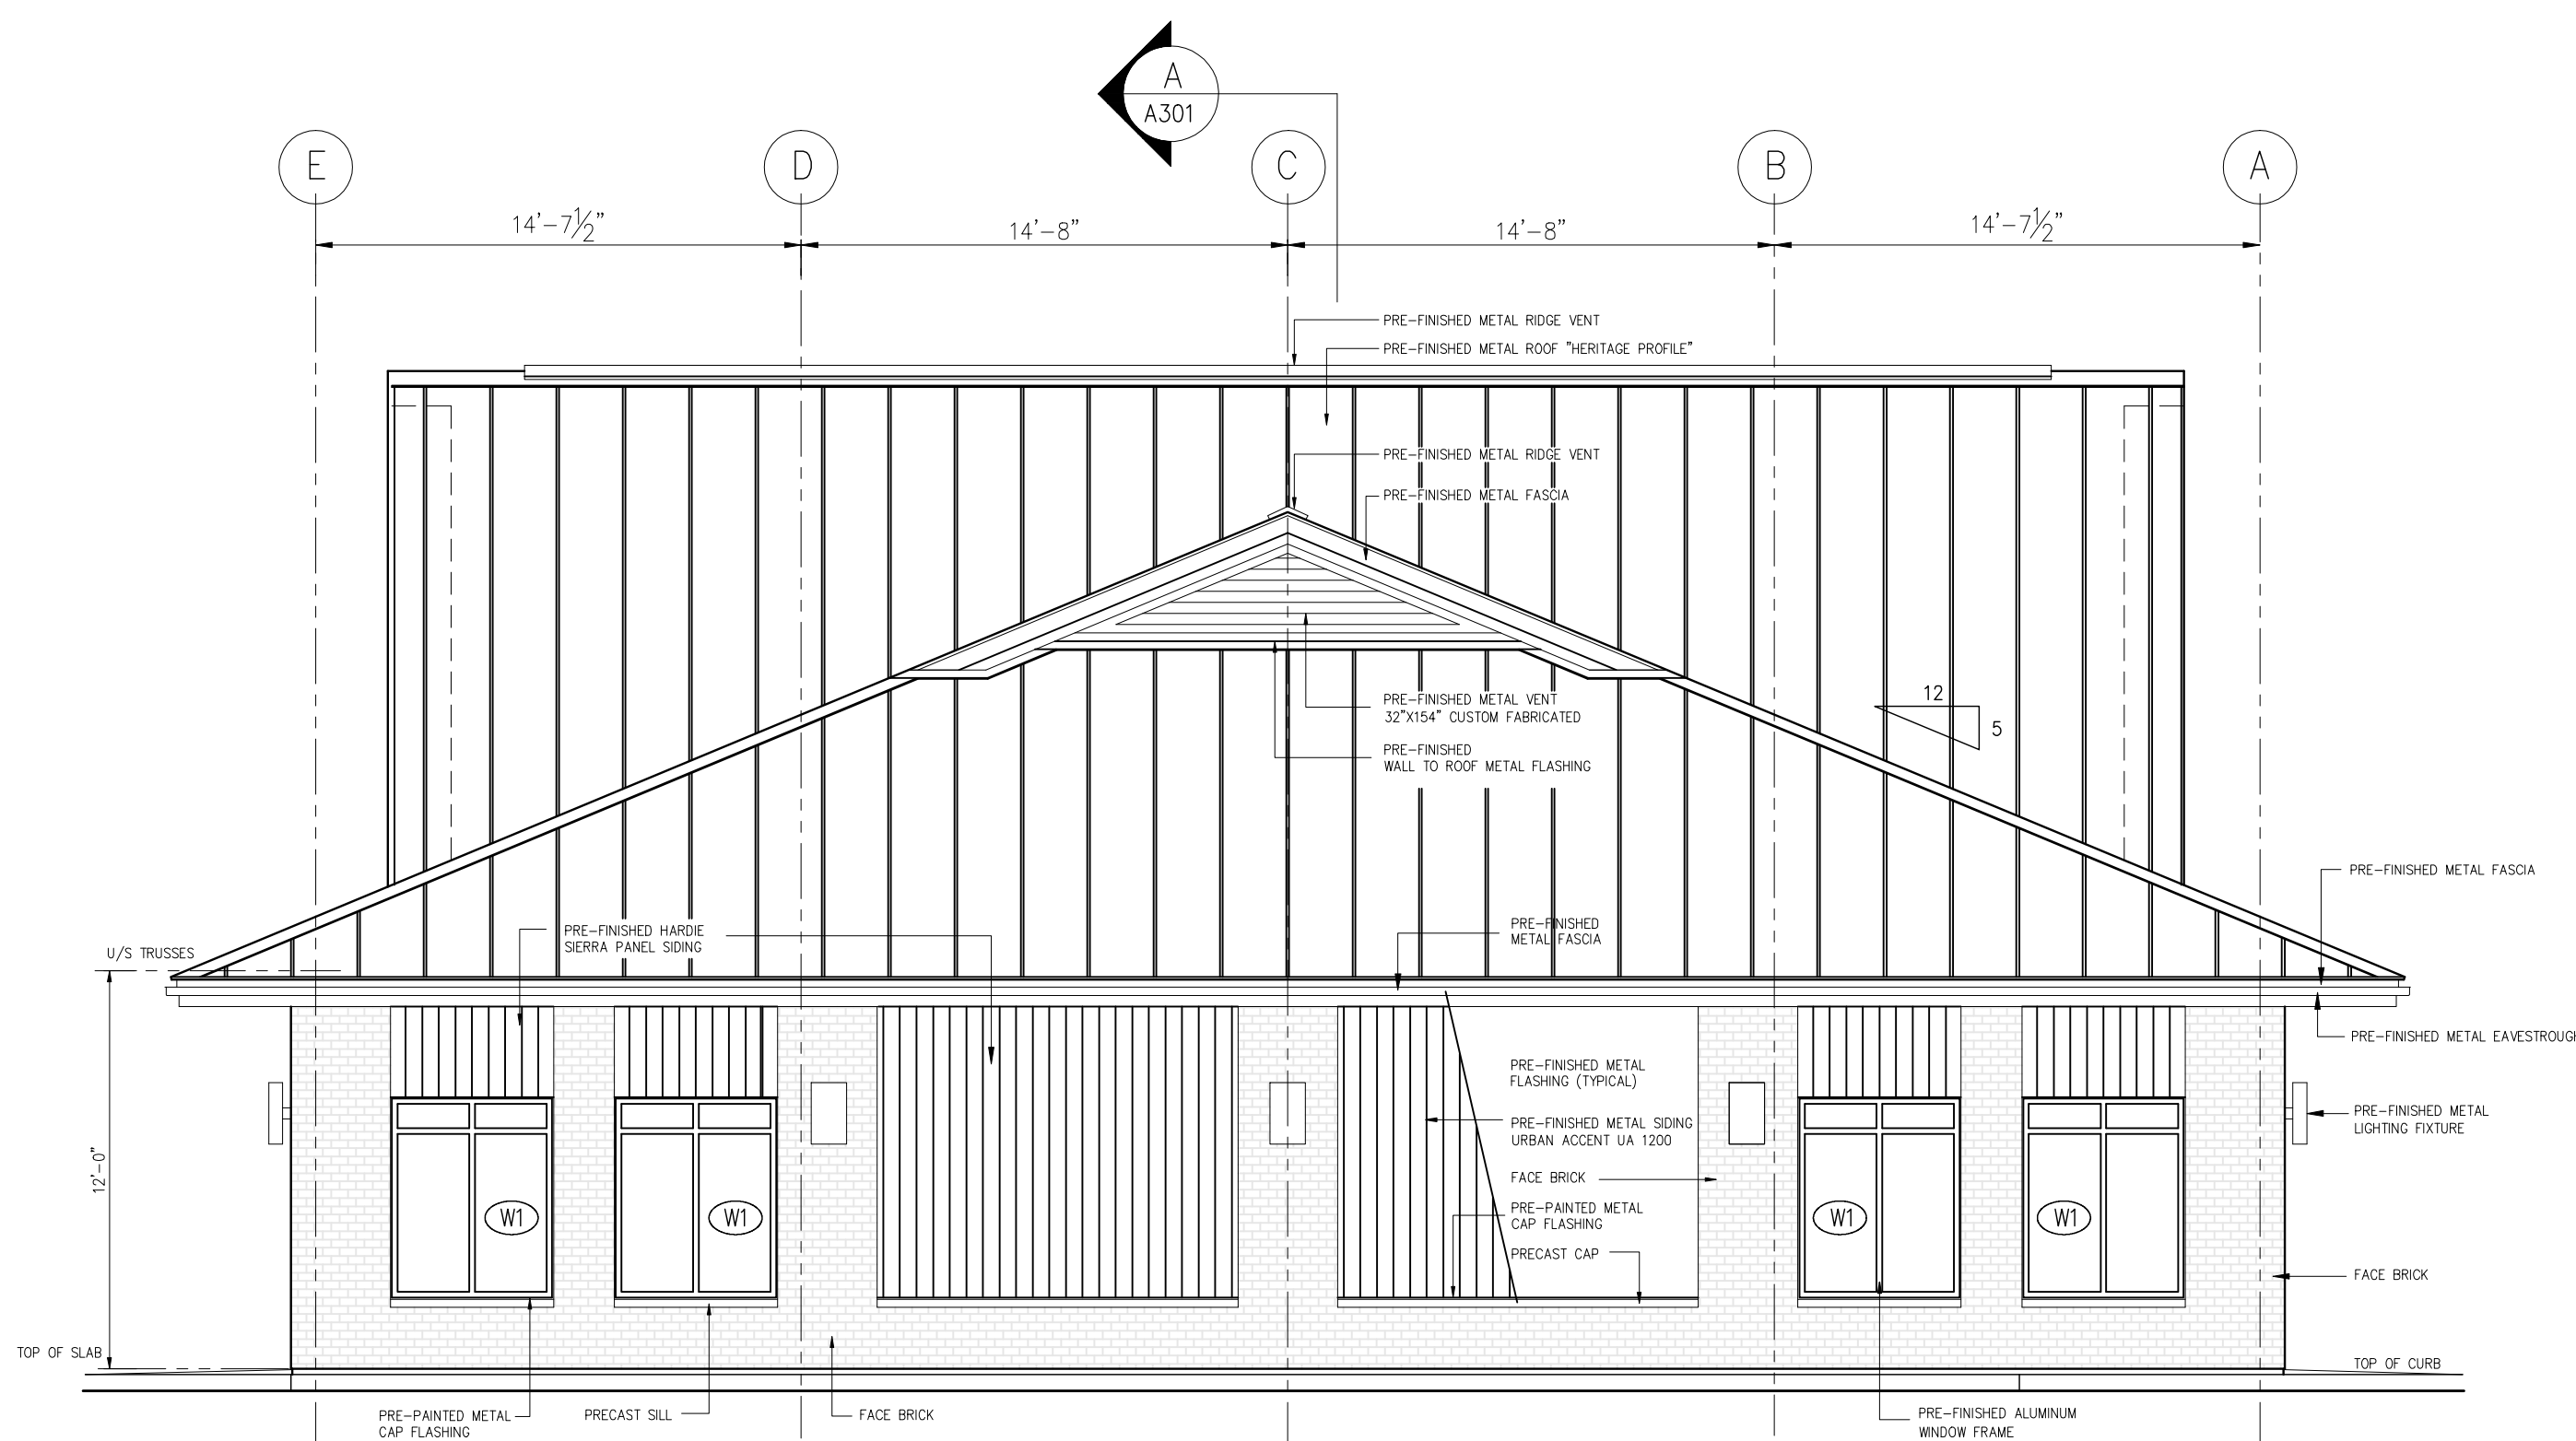 A
A301
E
D
C
B
A
14'-7½"
14'-8"
14'-8"
14'-7½"
PRE-FINISHED METAL RIDGE VENT
PRE-FINISHED METAL ROOF "HERITAGE PROFILE"
PRE-FINISHED METAL RIDGE VENT
PRE-FINISHED METAL FASCIA
PRE-FINISHED METAL VENT
32"X154" CUSTOM FABRICATED
12
5
PRE-FINISHED
WALL TO ROOF METAL FLASHING
PRE-FINISHED METAL FASCIA
PRE-FINISHED HARDIE
SIERRA PANEL SIDING
PRE-FINISHED
METAL FASCIA
U/S TRUSSES
PRE-FINISHED METAL EAVESTROUGH
PRE-FINISHED METAL
FLASHING (TYPICAL)
PRE-FINISHED METAL SIDING
URBAN ACCENT UA 1200
PRE-FINISHED METAL
LIGHTING FIXTURE
12'-0"
FACE BRICK
PRE-PAINTED METAL
CAP FLASHING
W1
W1
W1
W1
PRECAST CAP
FACE BRICK
TOP OF SLAB
TOP OF CURB
PRE-PAINTED METAL
CAP FLASHING
PRECAST SILL
FACE BRICK
PRE-FINISHED ALUMINUM
WINDOW FRAME